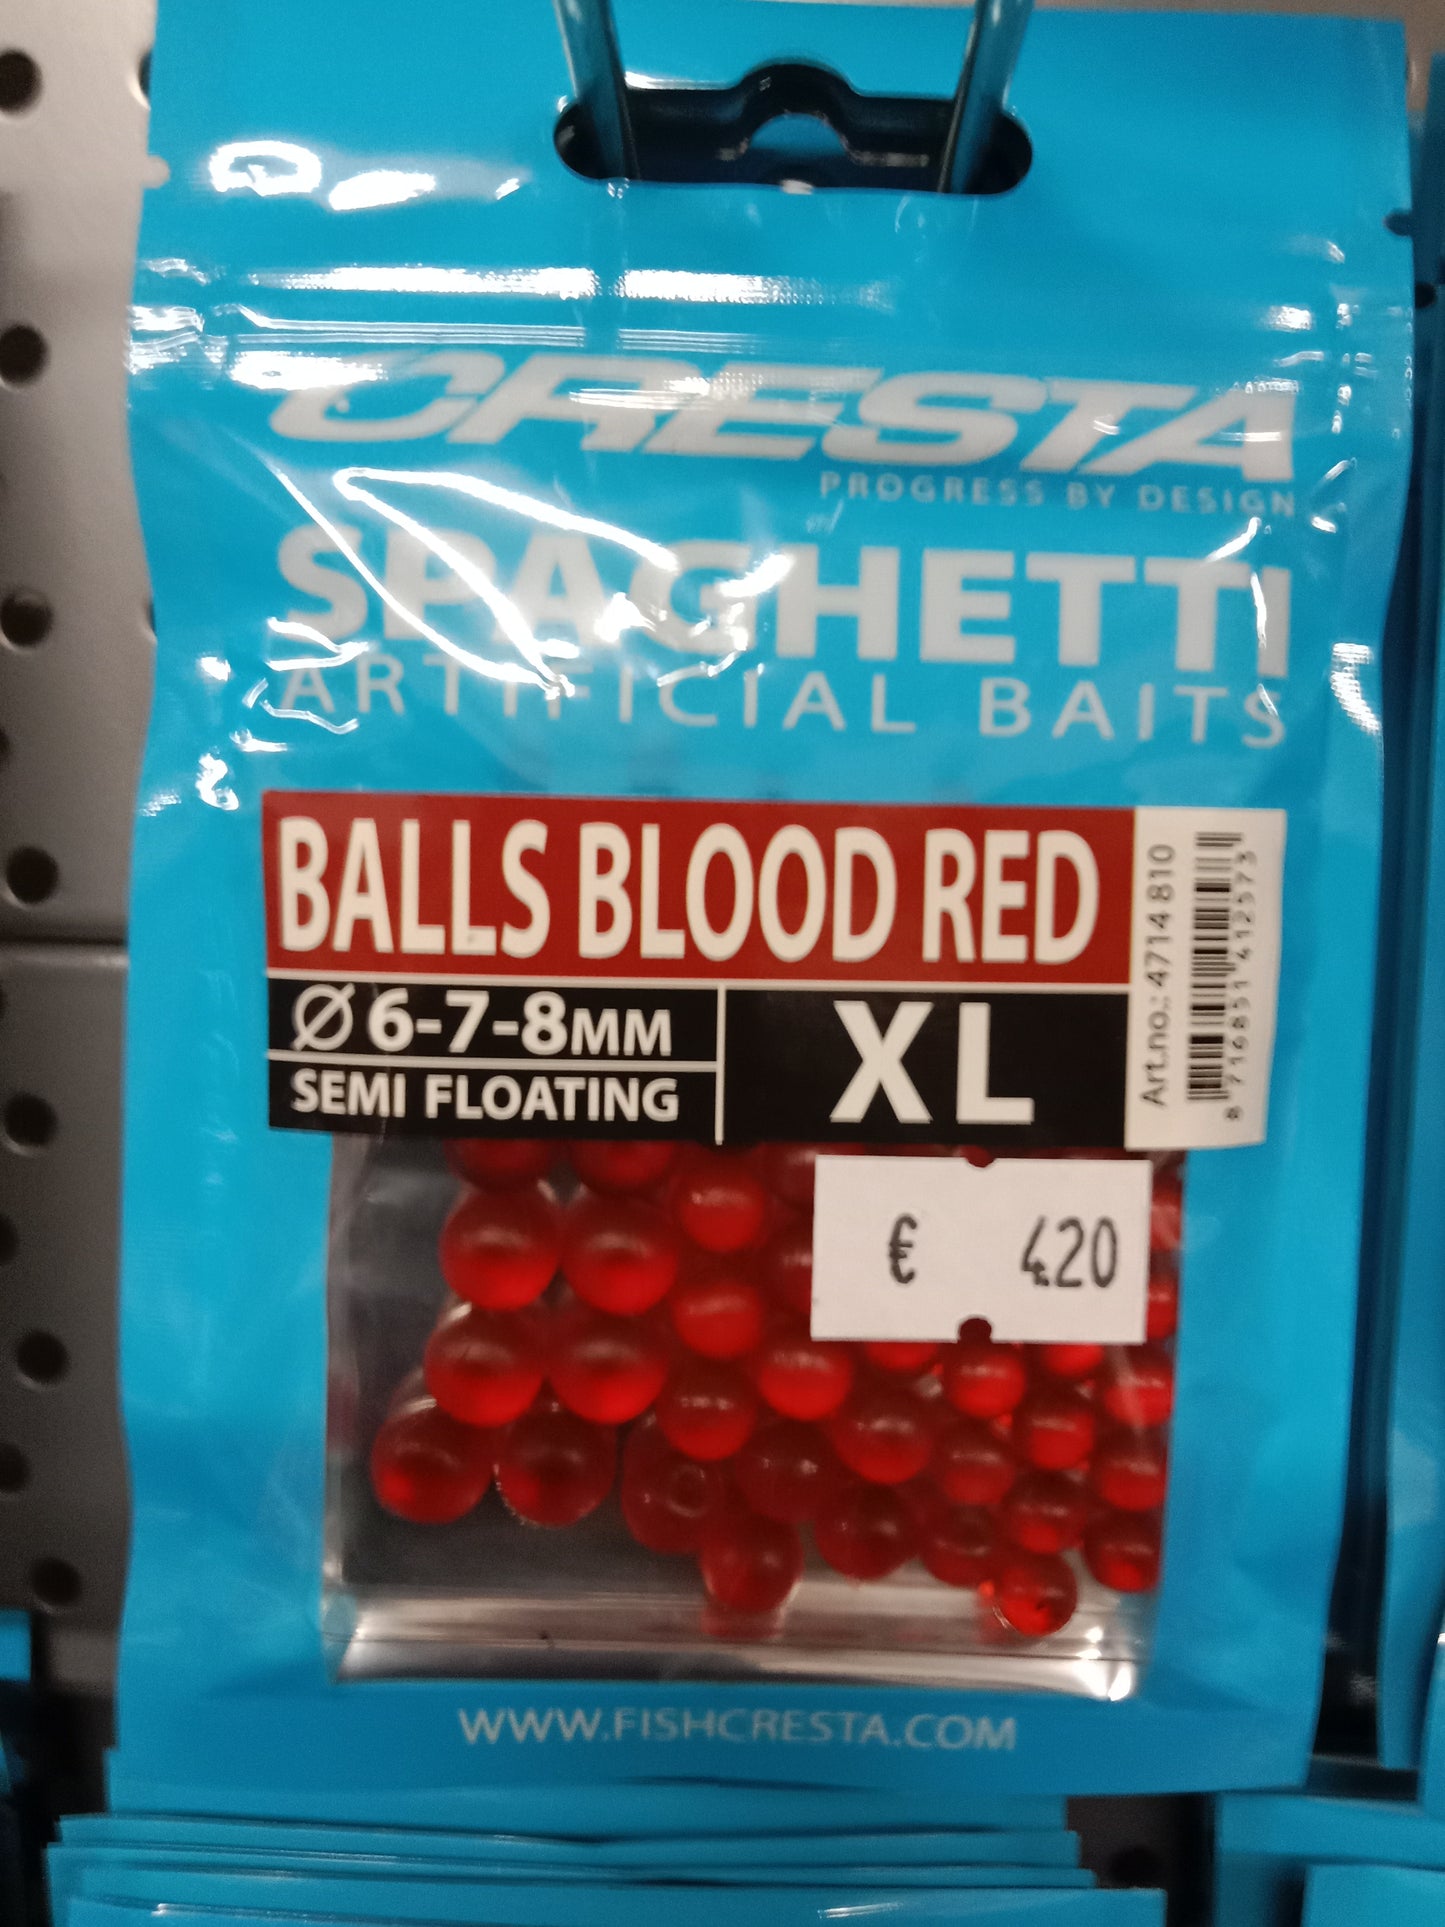 CRESTA
PROGRESS BY DESIGN
SPAGHETTI
ARTIFICIAL BAITS
BALLS BLOOD RED
Ø 6-7-8MM
SEMI FLOATING
XL
Art.no.: 4714 810
8 716851 412573
€ 4.20
WWW.FISHCRESTA.COM